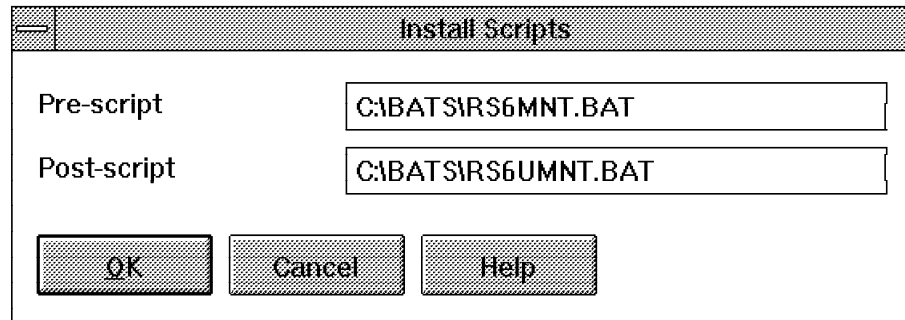 Install Scripts
Pre-script C:\BATS\RS6MNT.BAT
Post-script C:\BATS\RS6UMNT.BAT
OK Cancel Help